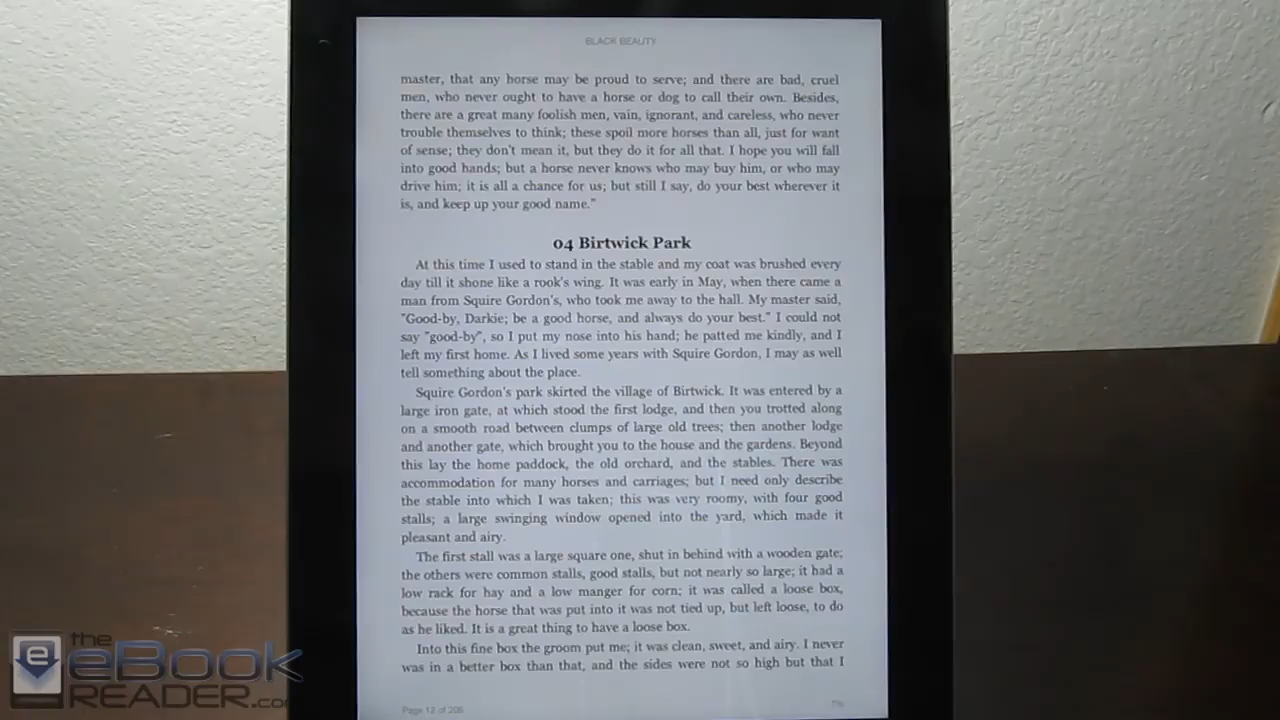 BLACK BEAUTY
master, that any horse may be proud to serve; and there are bad, cruel
men, who never ought to have a horse or dog to call their own. Besides,
there are a great many foolish men, vain, ignorant, and careless, who never
trouble themselves to think; these spoil more horses than all, just for want
of sense; they don't mean it, but they do it for all that. I hope you will fall
into good hands; but a horse never knows who may buy him, or who may
drive him; it is all a chance for us; but still I say, do your best wherever it
is, and keep up your good name."
04 Birtwick Park
At this time I used to stand in the stable and my coat was brushed every
day till it shone like a rook's wing. It was early in May, when there came a
man from Squire Gordon's, who took me away to the hall. My master said,
"Good-by, Darkie; be a good horse, and always do your best." I could not
say "good-by", so I put my nose into his hand; he patted me kindly, and I
left my first home. As I lived some years with Squire Gordon, I may as well
tell something about the place.
Squire Gordon's park skirted the village of Birtwick. It was entered by a
large iron gate, at which stood the first lodge, and then you trotted along
on a smooth road between clumps of large old trees; then another lodge
and another gate, which brought you to the house and the gardens. Beyond
this lay the home paddock, the old orchard, and the stables. There was
accommodation for many horses and carriages; but I need only describe
the stable into which I was taken; this was very roomy, with four good
stalls; a large swinging window opened into the yard, which made it
pleasant and airy.
The first stall was a large square one, shut in behind with a wooden gate;
the others were common stalls, good stalls, but not nearly so large; it had a
low rack for hay and a low manger for corn; it was called a loose box,
because the horse that was put into it was not tied up, but left loose, to do
as he liked. It is a great thing to have a loose box.
Into this fine box the groom put me; it was clean, sweet, and airy. I never
was in a better box than that, and the sides were not so high but that I
Page 12 of 206
the
eBook
READER.co